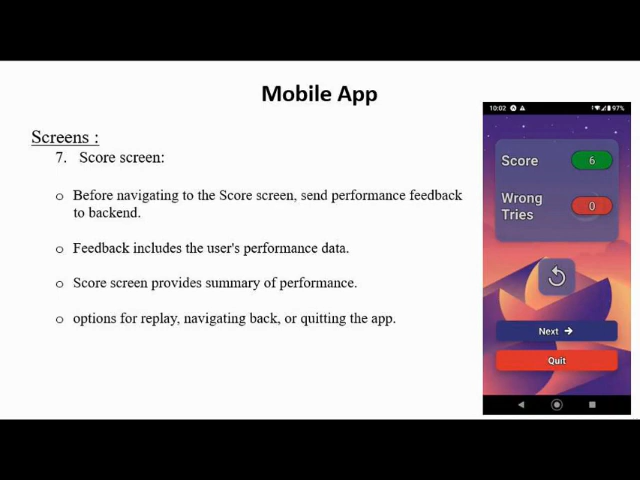 Mobile App
Screens :
7. Score screen:
o Before navigating to the Score screen, send performance feedback
to backend.
o Feedback includes the user's performance data.
o Score screen provides summary of performance.
o options for replay, navigating back, or quitting the app.
10:02 97%
Score 6
Wrong
Tries 0
Next →
Quit